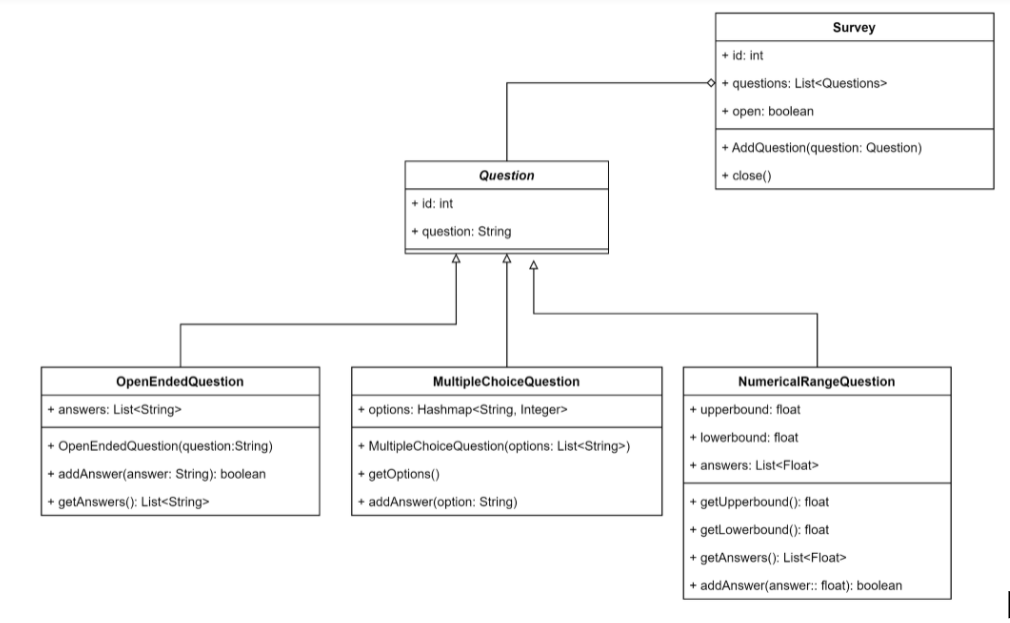 Survey
+ id: int
+ questions: List<Questions>
+ open: boolean
+ AddQuestion(question: Question)
+ close()
Question
+ id: int
+ question: String
OpenEndedQuestion
+ answers: List<String>
+ OpenEndedQuestion(question:String)
+ addAnswer(answer: String): boolean
+ getAnswers(): List<String>
MultipleChoiceQuestion
+ options: Hashmap<String, Integer>
+ MultipleChoiceQuestion(options: List<String>)
+ getOptions()
+ addAnswer(option: String)
NumericalRangeQuestion
+ upperbound: float
+ lowerbound: float
+ answers: List<Float>
+ getUpperbound(): float
+ getLowerbound(): float
+ getAnswers(): List<Float>
+ addAnswer(answer:: float): boolean